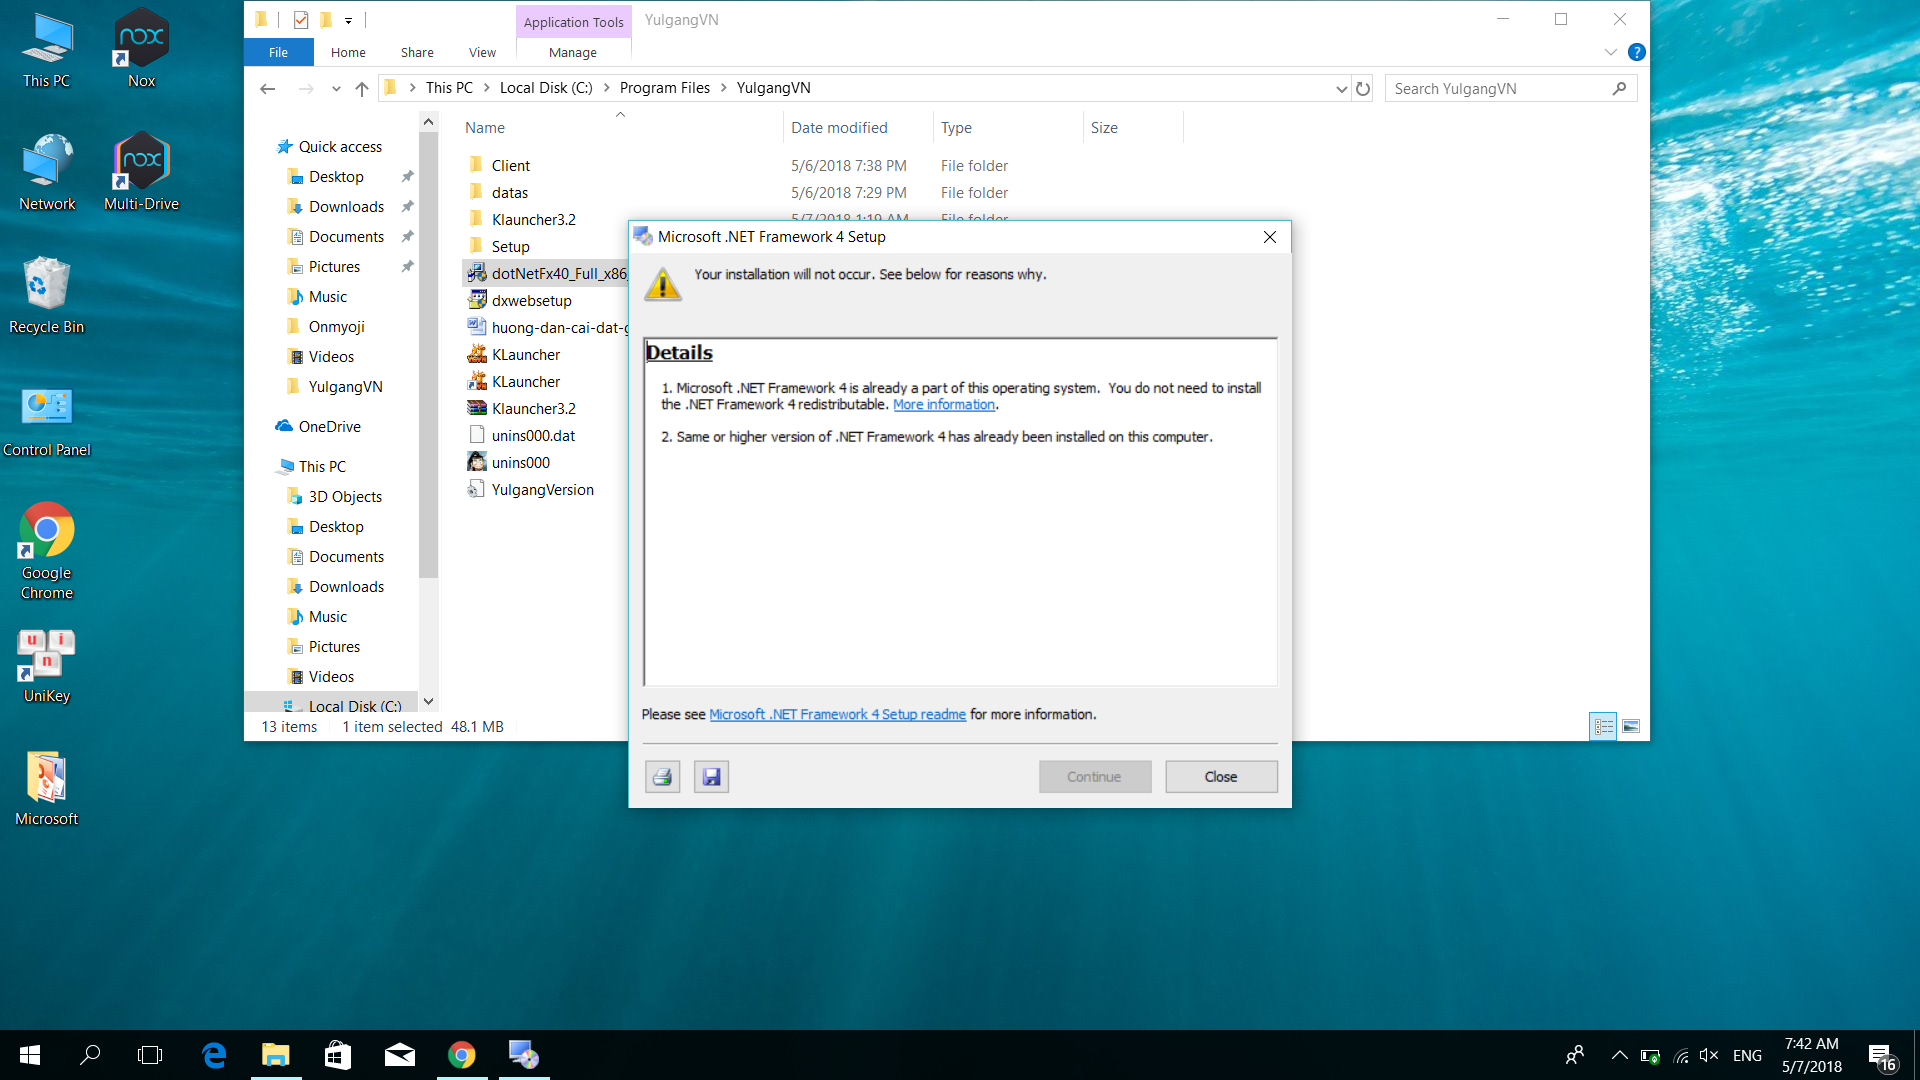 This PC
Nox
Network
Multi-Drive
Recycle Bin
Control Panel
Google
Chrome
UniKey
Microsoft
Application Tools
YulgangVN
File
Home
Share
View
Manage
This PC
Local Disk (C:)
Program Files
YulgangVN
Search YulgangVN
Quick access
Desktop
Downloads
Documents
Pictures
Music
Onmyoji
Videos
YulgangVN
OneDrive
This PC
3D Objects
Desktop
Documents
Downloads
Music
Pictures
Videos
Local Disk (C:)
Name Date modified Type Size
Client 5/6/2018 7:38 PM File folder
datas 5/6/2018 7:29 PM File folder
Klauncher3.2 5/7/2018 1:19 AM File folder
Setup
dotNetFx40_Full_x86_
dxwebsetup
huong-dan-cai-dat-g
KLauncher
KLauncher
Klauncher3.2
unins000.dat
unins000
YulgangVersion
13 items 1 item selected 48.1 MB
Microsoft .NET Framework 4 Setup
Your installation will not occur. See below for reasons why.
Details
1. Microsoft .NET Framework 4 is already a part of this operating system. You do not need to install
the .NET Framework 4 redistributable. More information.
2. Same or higher version of .NET Framework 4 has already been installed on this computer.
Please see Microsoft .NET Framework 4 Setup readme for more information.
Continue
Close
ENG
7:42 AM
5/7/2018
16